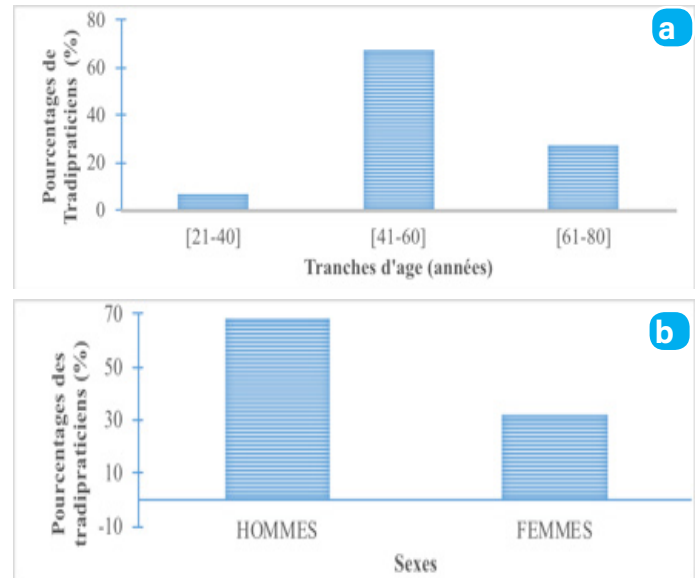 a
Pourcentages de
Tradipraticiens (%)
80
60
40
20
0
[21-40]
[41-60]
[61-80]
Tranches d'age (années)
b
Pourcentages des
tradipraticiens (%)
70
50
30
10
-10
HOMMES
FEMMES
Sexes